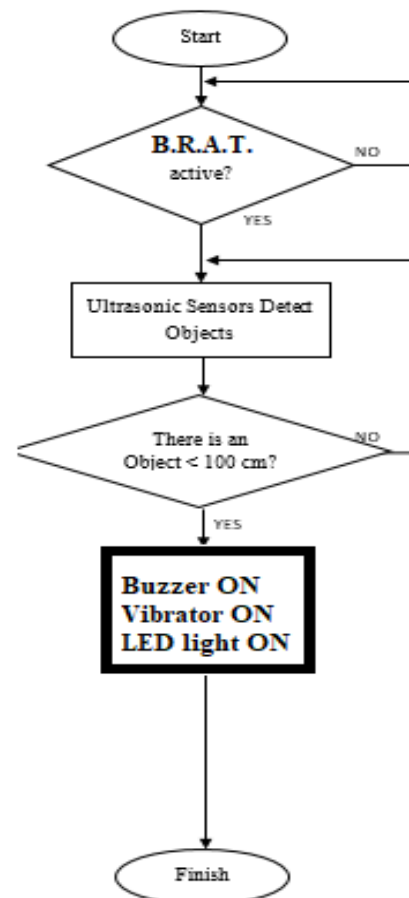 Start
B.R.A.T.
active?
NO
YES
Ultrasonic Sensors Detect
Objects
There is an
Object < 100 cm?
NO
YES
Buzzer ON
Vibrator ON
LED light ON
Finish